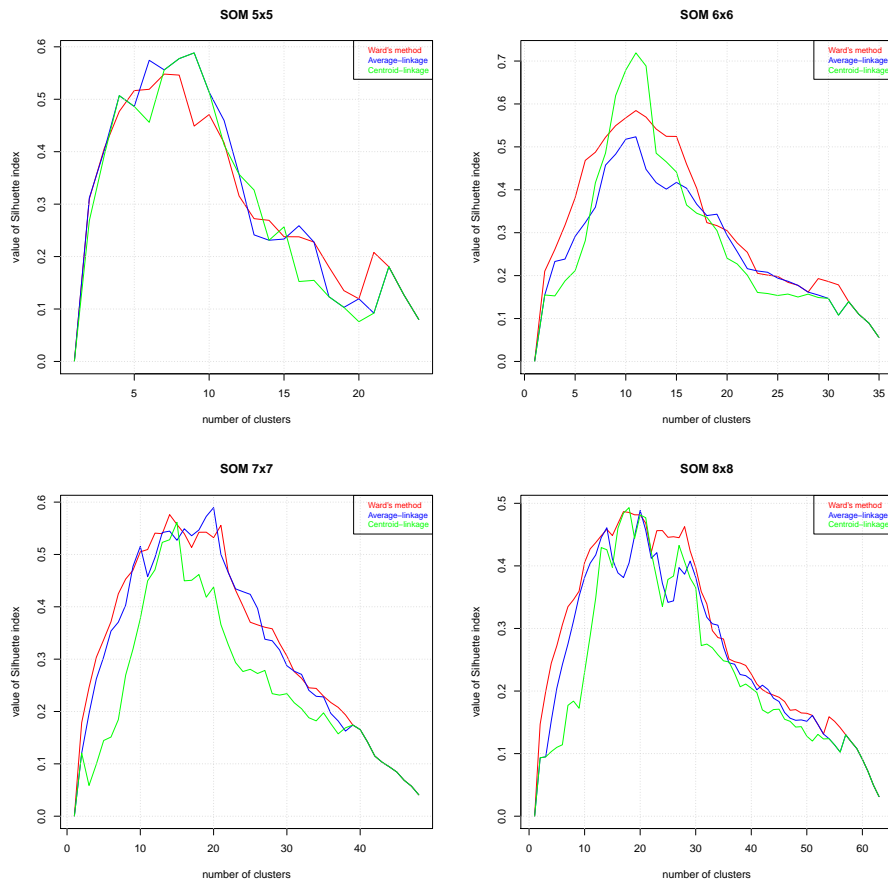 SOM 5x5
Ward's method
Average−linkage
Centroid−linkage
value of Silhuette index
0.0 0.1 0.2 0.3 0.4 0.5 0.6
5 10 15 20
number of clusters
SOM 6x6
Ward's method
Average−linkage
Centroid−linkage
value of Silhuette index
0.0 0.1 0.2 0.3 0.4 0.5 0.6 0.7
0 5 10 15 20 25 30 35
number of clusters
SOM 7x7
Ward's method
Average−linkage
Centroid−linkage
value of Silhuette index
0.0 0.1 0.2 0.3 0.4 0.5 0.6
0 10 20 30 40
number of clusters
SOM 8x8
Ward's method
Average−linkage
Centroid−linkage
value of Silhuette index
0.0 0.1 0.2 0.3 0.4 0.5
0 10 20 30 40 50 60
number of clusters